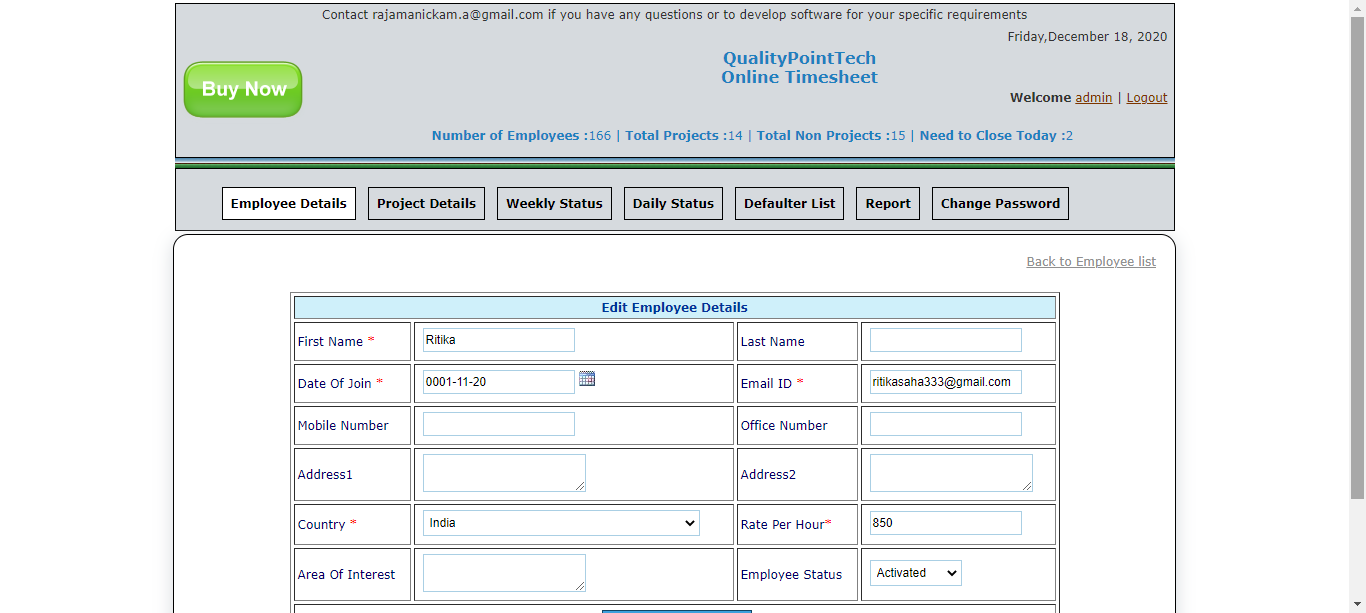 Contact rajamanickam.a@gmail.com if you have any questions or to develop software for your specific requirements
Friday,December 18, 2020
QualityPointTech
Online Timesheet
Buy Now
Welcome admin | Logout
Number of Employees :166 | Total Projects :14 | Total Non Projects :15 | Need to Close Today :2
Employee Details Project Details Weekly Status Daily Status Defaulter List Report Change Password
Back to Employee list
Edit Employee Details
First Name * Ritika Last Name
Date Of Join * 0001-11-20 Email ID * ritikasaha333@gmail.com
Mobile Number Office Number
Address1 Address2
Country * India Rate Per Hour* 850
Area Of Interest Employee Status Activated